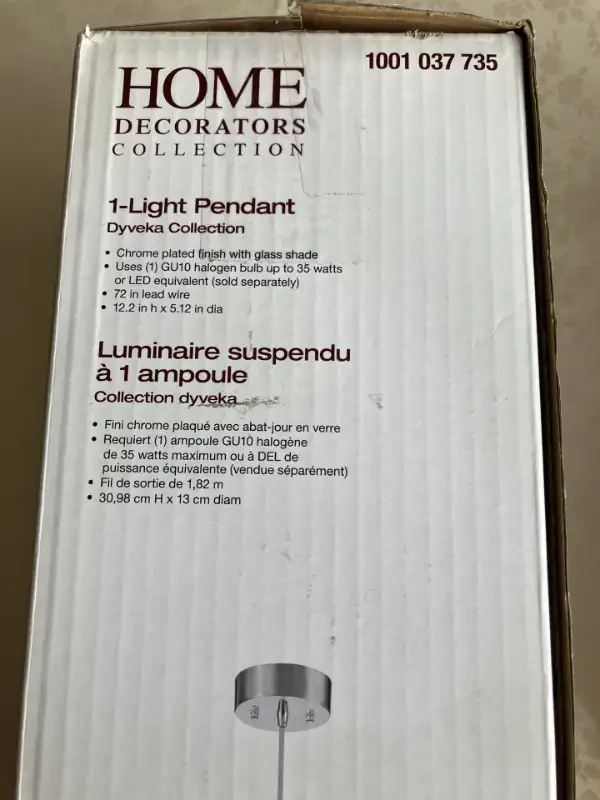 HOME
DECORATORS
COLLECTION
1001 037 735
1-Light Pendant
Dyveka Collection
• Chrome plated finish with glass shade
• Uses (1) GU10 halogen bulb up to 35 watts
or LED equivalent (sold separately)
• 72 in lead wire
• 12.2 in h x 5.12 in dia
Luminaire suspendu
à 1 ampoule
Collection dyveka
• Fini chrome plaqué avec abat-jour en verre
• Requiert (1) ampoule GU10 halogène
de 35 watts maximum ou à DEL de
puissance équivalente (vendue séparément)
• Fil de sortie de 1,82 m
• 30,98 cm H x 13 cm diam